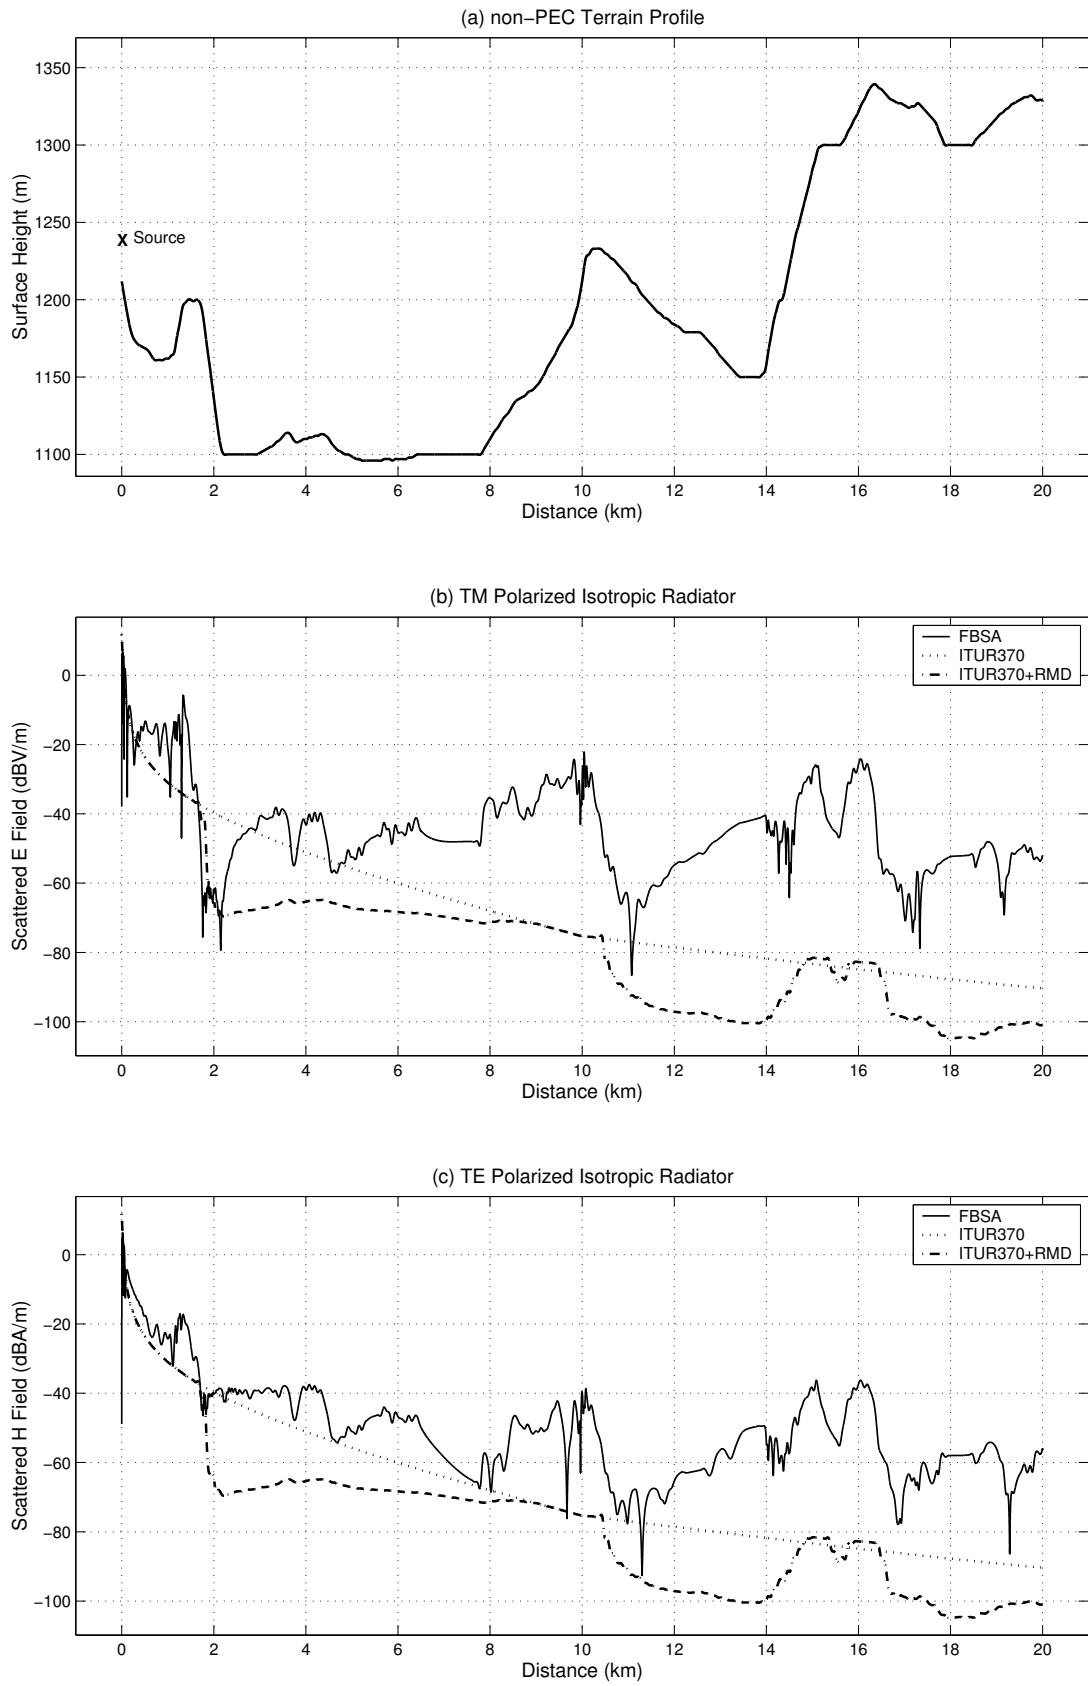 (a) non−PEC Terrain Profile
Surface Height (m)
1350
1300
1250
1200
1150
1100
x Source
0 2 4 6 8 10 12 14 16 18 20
Distance (km)
(b) TM Polarized Isotropic Radiator
Scattered E Field (dBV/m)
0
−20
−40
−60
−80
−100
FBSA
ITUR370
ITUR370+RMD
0 2 4 6 8 10 12 14 16 18 20
Distance (km)
(c) TE Polarized Isotropic Radiator
Scattered H Field (dBA/m)
0
−20
−40
−60
−80
−100
FBSA
ITUR370
ITUR370+RMD
0 2 4 6 8 10 12 14 16 18 20
Distance (km)